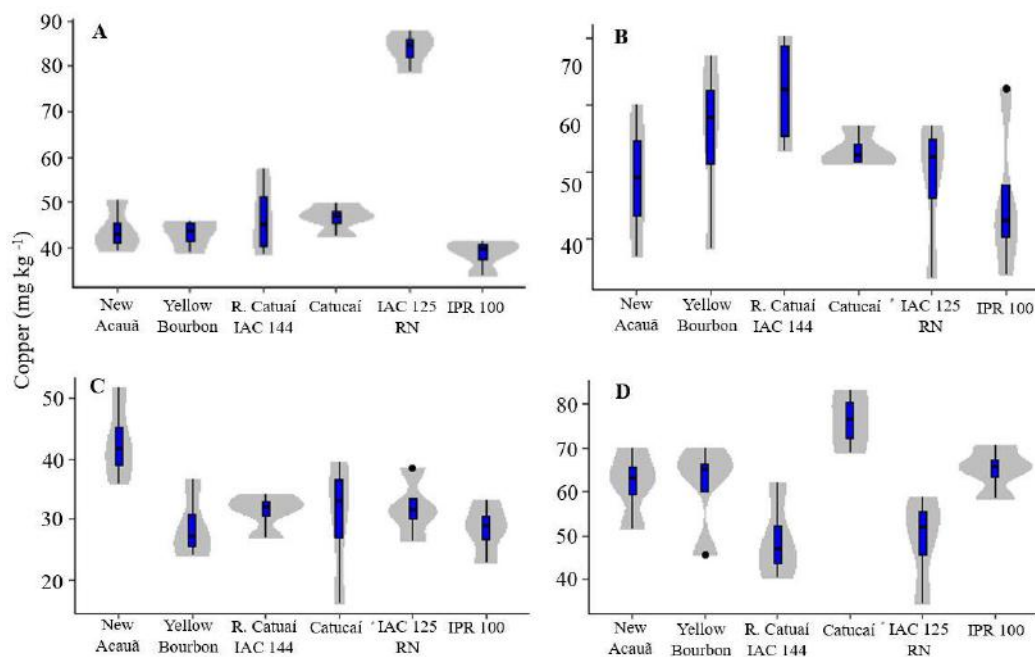 Copper (mg kg⁻¹)
A
90
80
70
60
50
40
New Acauã
Yellow Bourbon
R. Catuaí IAC 144
Catucaí
IAC 125 RN
IPR 100
B
70
60
50
40
New Acauã
Yellow Bourbon
R. Catuaí IAC 144
Catucaí ´
IAC 125 RN
IPR 100
C
50
40
30
20
New Acauã
Yellow Bourbon
R. Catuaí IAC 144
Catucaí ´
IAC 125 RN
IPR 100
D
80
70
60
50
40
New Acauã
Yellow Bourbon
R. Catuaí IAC 144
Catucaí ´
IAC 125 RN
IPR 100